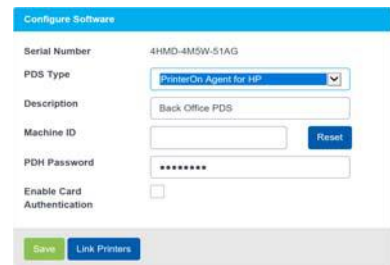 Configure Software
Serial Number 4HMD-4M5W-51AG
PDS Type PrinterOn Agent for HP
Description Back Office PDS
Machine ID Reset
PDH Password ********
Enable Card
Authentication
Save Link Printers